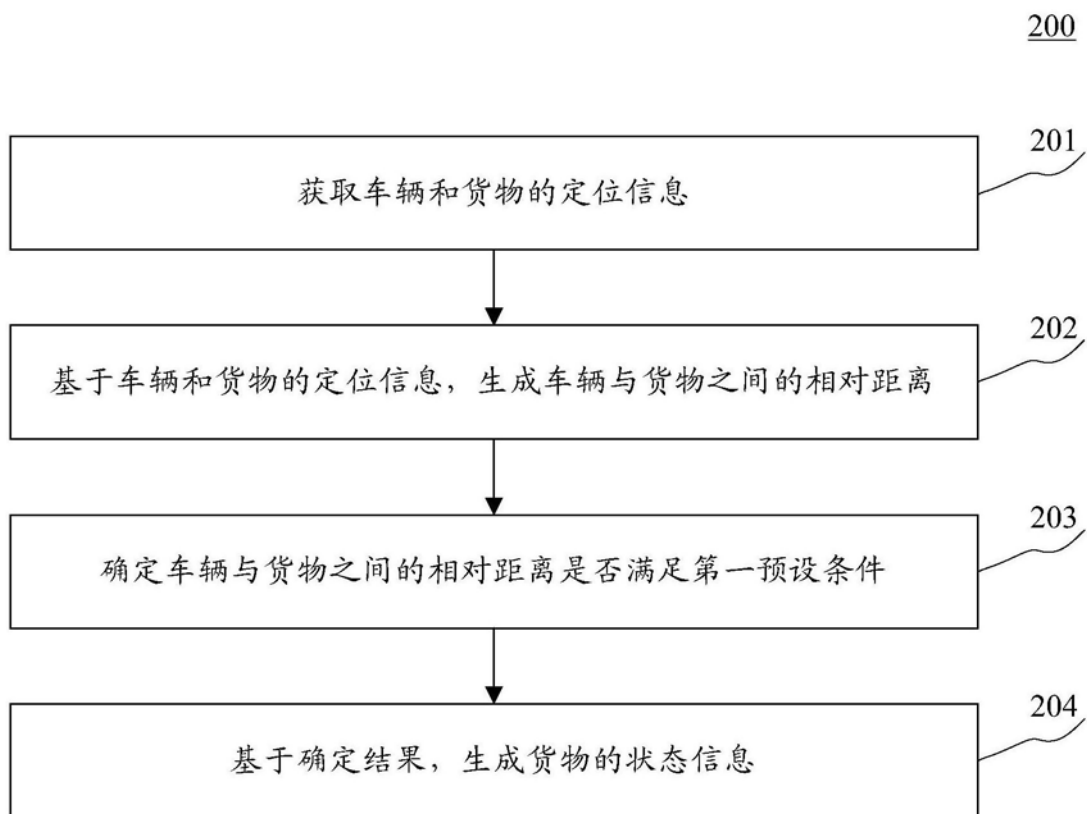 200
201
获取车辆和货物的定位信息
202
基于车辆和货物的定位信息，生成车辆与货物之间的相对距离
203
确定车辆与货物之间的相对距离是否满足第一预设条件
204
基于确定结果，生成货物的状态信息